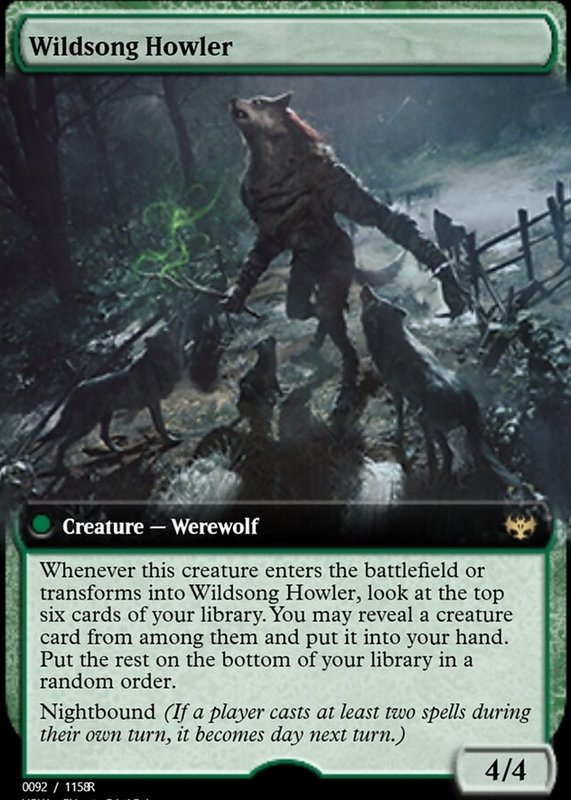 Wildsong Howler
Creature — Werewolf
Whenever this creature enters the battlefield or
transforms into Wildsong Howler, look at the top
six cards of your library. You may reveal a creature
card from among them and put it into your hand.
Put the rest on the bottom of your library in a
random order.
Nightbound (If a player casts at least two spells during
their own turn, it becomes day next turn.)
4/4
0092 / 1158R